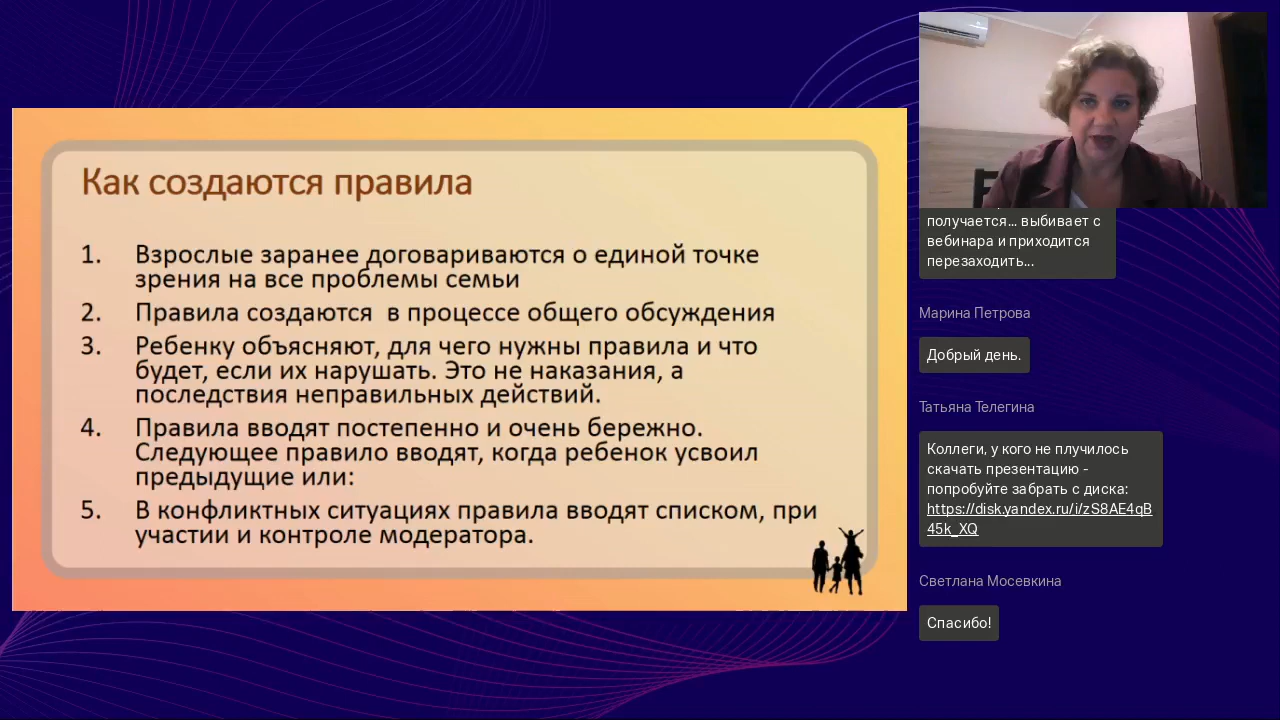 Как создаются правила
1. Взрослые заранее договариваются о единой точке
зрения на все проблемы семьи
2. Правила создаются в процессе общего обсуждения
3. Ребенку объясняют, для чего нужны правила и что
будет, если их нарушать. Это не наказания, а
последствия неправильных действий.
4. Правила вводят постепенно и очень бережно.
Следующее правило вводят, когда ребенок усвоил
предыдущие или:
5. В конфликтных ситуациях правила вводят списком, при
участии и контроле модератора.
получается... выбивает с
вебинара и приходится
перезаходить...
Марина Петрова
Добрый день.
Татьяна Телегина
Коллеги, у кого не плучилось
скачать презентацию -
попробуйте забрать с диска:
https://disk.yandex.ru/i/zS8AE4qB
45k_XQ
Светлана Мосевкина
Спасибо!